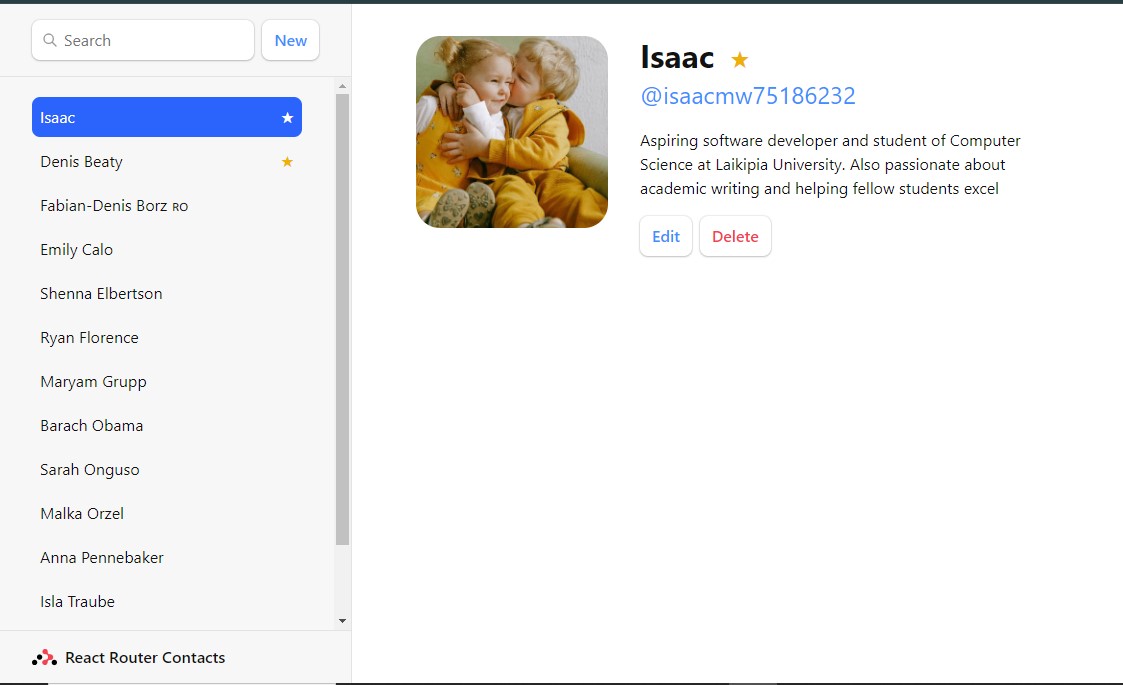 Search
New
Isaac ★
Denis Beaty ★
Fabian-Denis Borz RO
Emily Calo
Shenna Elbertson
Ryan Florence
Maryam Grupp
Barach Obama
Sarah Onguso
Malka Orzel
Anna Pennebaker
Isla Traube
React Router Contacts
Isaac ★
@isaacmw75186232
Aspiring software developer and student of Computer
Science at Laikipia University. Also passionate about
academic writing and helping fellow students excel
Edit
Delete